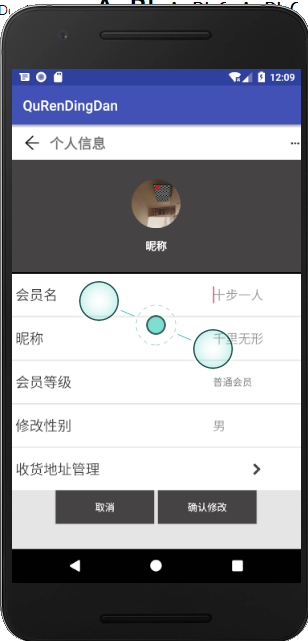 12:09
QuRenDingDan
个人信息
昵称
会员名 十步一人
昵称 千里无形
会员等级 普通会员
修改性别 男
收货地址管理
取消 确认修改